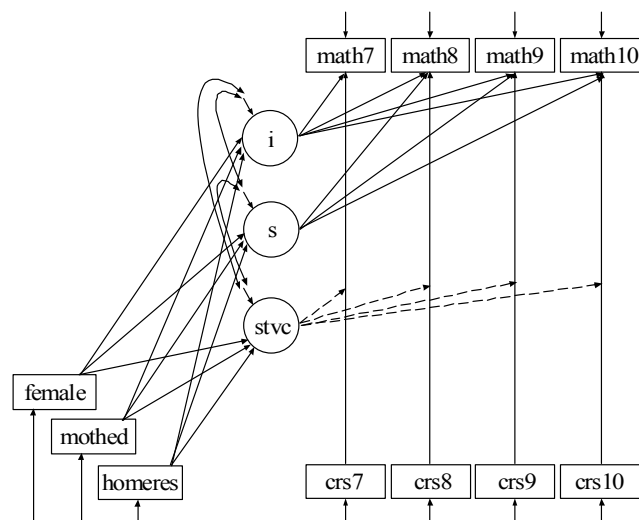 math7 math8 math9 math10
i
s
stvc
female
mothed
homeres crs7 crs8 crs9 crs10